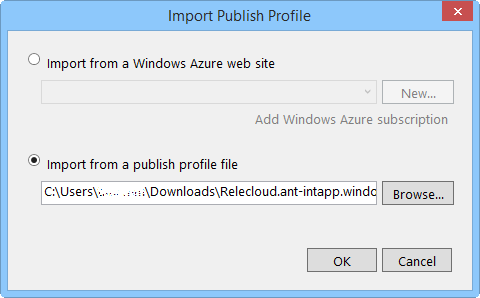 Import Publish Profile
Import from a Windows Azure web site
New...
Add Windows Azure subscription
Import from a publish profile file
C:\Users\ \Downloads\Relecloud.ant-intapp.windo
Browse...
OK
Cancel